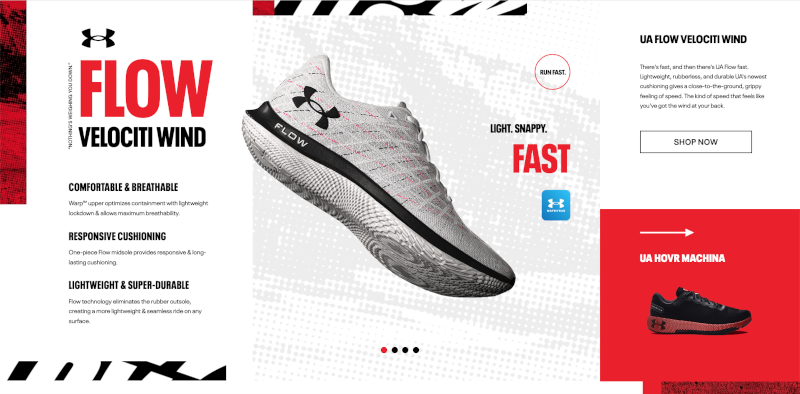 "NOTHING'S WEIGHING YOU DOWN."
FLOW
VELOCITI WIND
COMFORTABLE & BREATHABLE
Warp™ upper optimizes containment with lightweight
lockdown & allows maximum breathability.
RESPONSIVE CUSHIONING
One-piece Flow midsole provides responsive & long-
lasting cushioning.
LIGHTWEIGHT & SUPER-DURABLE
Flow technology eliminates the rubber outsole,
creating a more lightweight & seamless ride on any
surface.
FLOW
RUN FAST.
LIGHT. SNAPPY.
FAST
UA FLOW VELOCITI WIND
There's fast, and then there's UA Flow fast.
Lightweight, rubberless, and durable UA's newest
cushioning gives a close-to-the-ground, grippy
feeling of speed. The kind of speed that feels like
you've got the wind at your back.
SHOP NOW
UA HOVR MACHINA